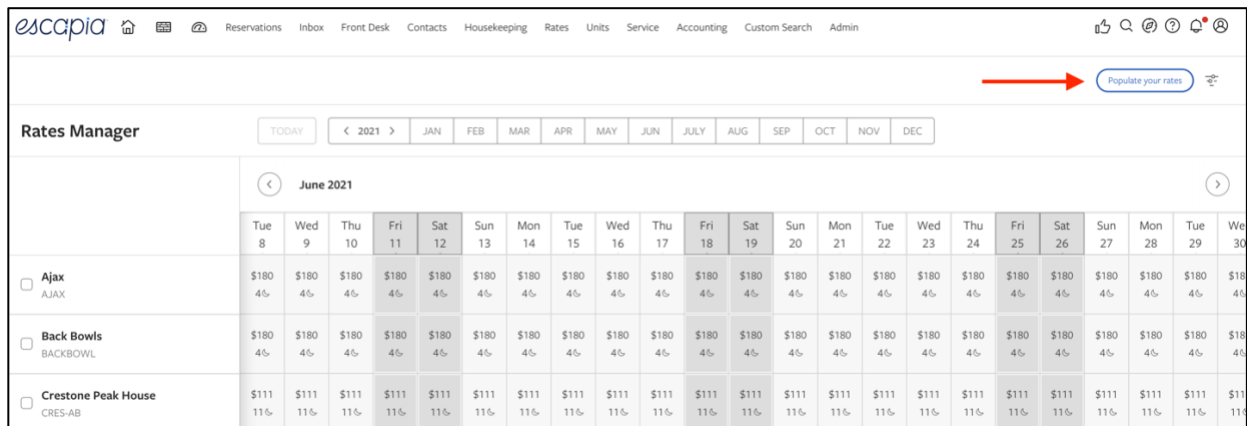 escapia Reservations Inbox Front Desk Contacts Housekeeping Rates Units Service Accounting Custom Search Admin
Populate your rates
Rates Manager TODAY < 2021 > JAN FEB MAR APR MAY JUN JULY AUG SEP OCT NOV DEC
June 2021
Tue Wed Thu Fri Sat Sun Mon Tue Wed Thu Fri Sat Sun Mon Tue Wed Thu Fri Sat Sun Mon Tue We
8 9 10 11 12 13 14 15 16 17 18 19 20 21 22 23 24 25 26 27 28 29 30
Ajax $180 $180 $180 $180 $180 $180 $180 $180 $180 $180 $180 $180 $180 $180 $180 $180 $180 $180 $180 $180 $180 $180 $18
AJAX 4 4 4 4 4 4 4 4 4 4 4 4 4 4 4 4 4 4 4 4 4 4 4
Back Bowls $180 $180 $180 $180 $180 $180 $180 $180 $180 $180 $180 $180 $180 $180 $180 $180 $180 $180 $180 $180 $180 $180 $18
BACKBOWL 4 4 4 4 4 4 4 4 4 4 4 4 4 4 4 4 4 4 4 4 4 4 4
Crestone Peak House $111 $111 $111 $111 $111 $111 $111 $111 $111 $111 $111 $111 $111 $111 $111 $111 $111 $111 $111 $111 $111 $111 $11
CRES-AB 11 11 11 11 11 11 11 11 11 11 11 11 11 11 11 11 11 11 11 11 11 11 11